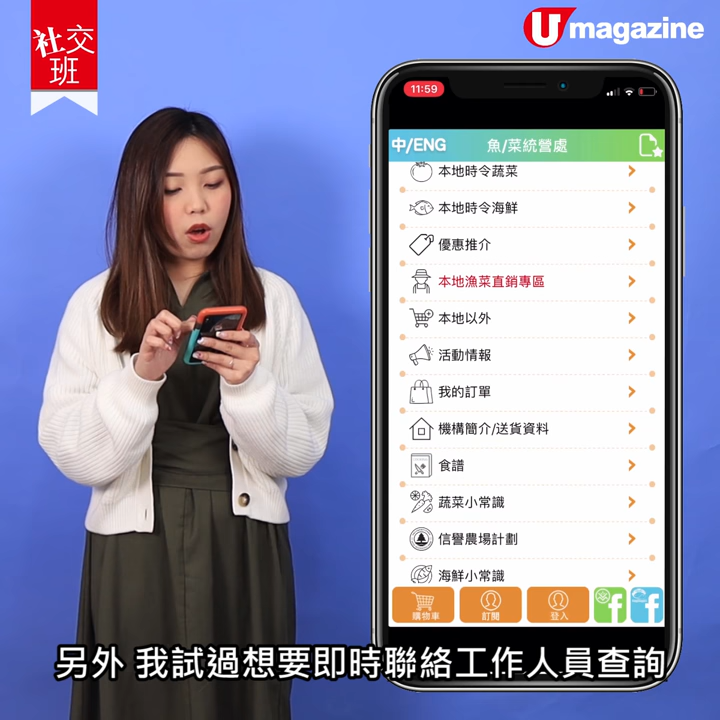 社交班
U magazine
11:59
中/ENG
魚/菜統營處
本地時令蔬菜
本地時令海鮮
優惠推介
本地漁菜直銷專區
本地以外
活動情報
我的訂單
機構簡介/送貨資料
食譜
蔬菜小常識
信譽農場計劃
海鮮小常識
購物車
訂閱
登入
另外 我試過想要即時聯絡工作人員查詢